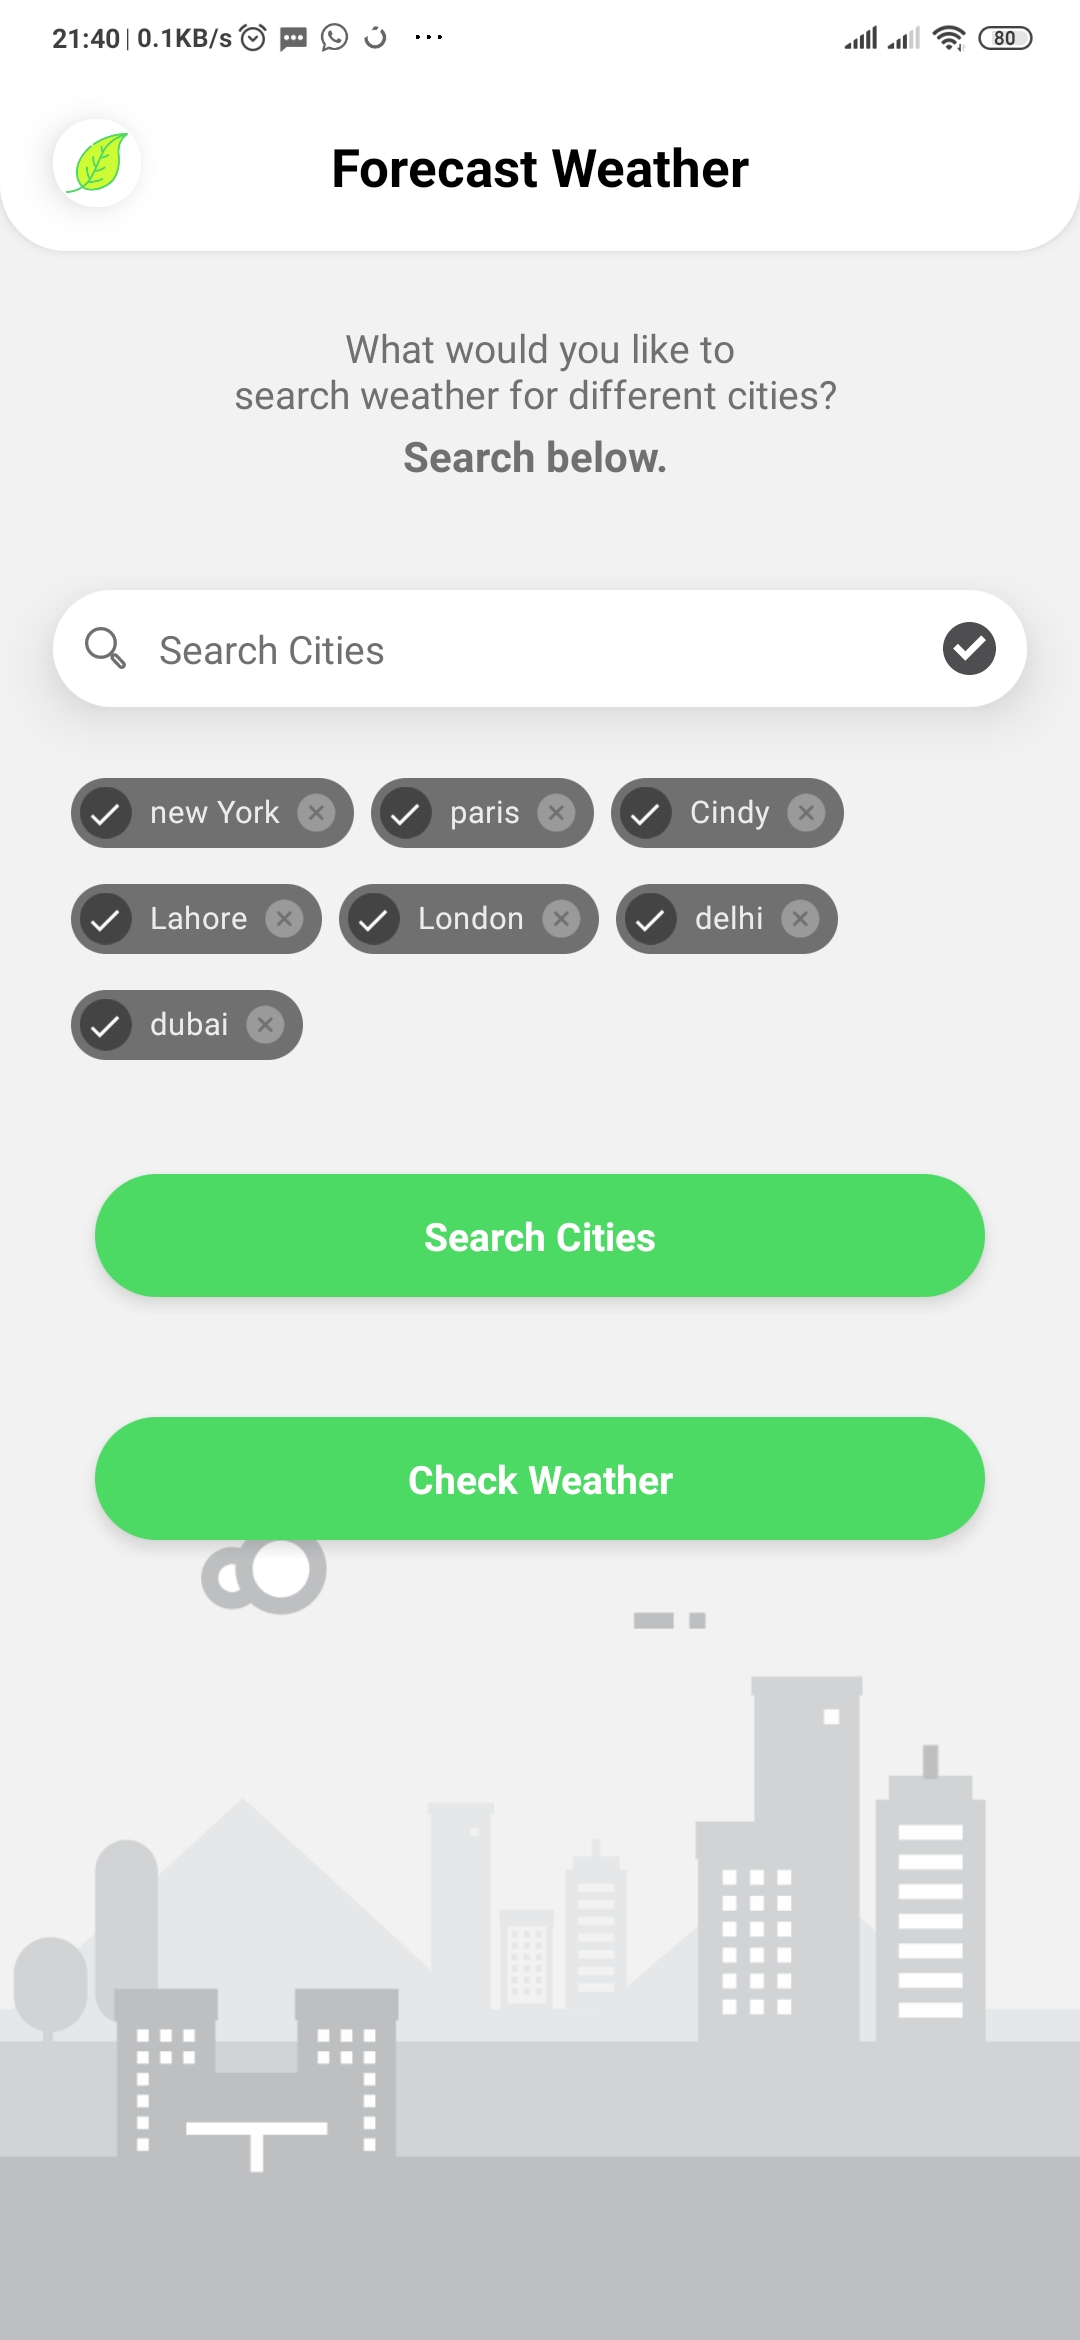 21:40 | 0.1KB/s ... 80
Forecast Weather
What would you like to
search weather for different cities?
Search below.
Search Cities
new York paris Cindy
Lahore London delhi
dubai
Search Cities
Check Weather